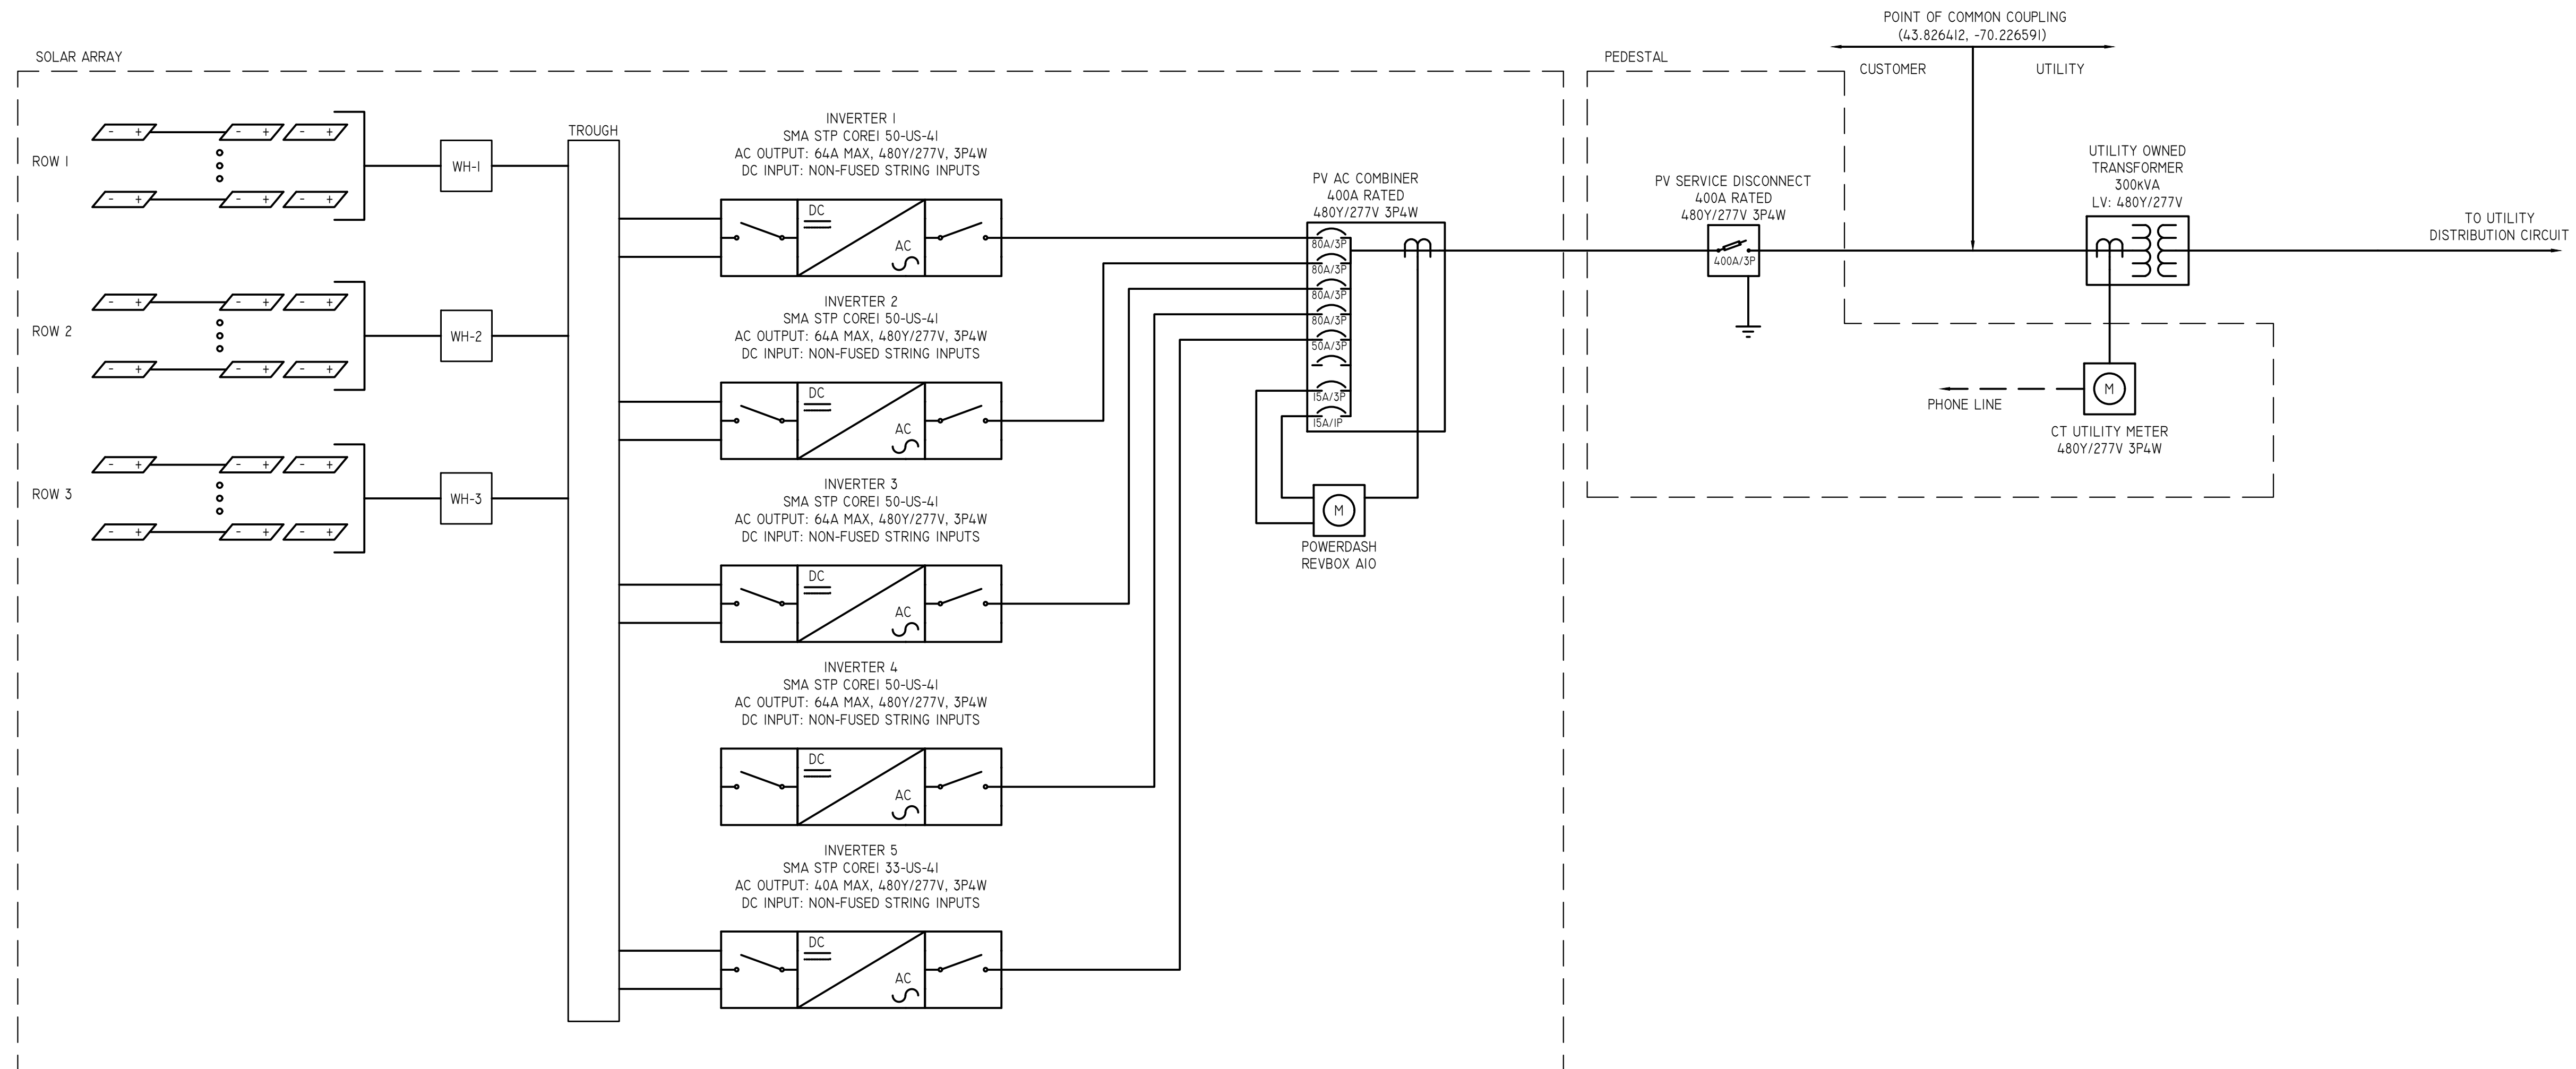 POINT OF COMMON COUPLING
(43.826412, -70.226591)
CUSTOMER
UTILITY
SOLAR ARRAY
PEDESTAL
ROW 1
- +
- +
- +
- +
- +
- +
WH-1
ROW 2
- +
- +
- +
- +
- +
- +
WH-2
ROW 3
- +
- +
- +
- +
- +
- +
WH-3
TROUGH
INVERTER 1
SMA STP CORE1 50-US-41
AC OUTPUT: 64A MAX, 480Y/277V, 3P4W
DC INPUT: NON-FUSED STRING INPUTS
DC
AC
INVERTER 2
SMA STP CORE1 50-US-41
AC OUTPUT: 64A MAX, 480Y/277V, 3P4W
DC INPUT: NON-FUSED STRING INPUTS
DC
AC
INVERTER 3
SMA STP CORE1 50-US-41
AC OUTPUT: 64A MAX, 480Y/277V, 3P4W
DC INPUT: NON-FUSED STRING INPUTS
DC
AC
INVERTER 4
SMA STP CORE1 50-US-41
AC OUTPUT: 64A MAX, 480Y/277V, 3P4W
DC INPUT: NON-FUSED STRING INPUTS
DC
AC
INVERTER 5
SMA STP CORE1 33-US-41
AC OUTPUT: 40A MAX, 480Y/277V, 3P4W
DC INPUT: NON-FUSED STRING INPUTS
DC
AC
PV AC COMBINER
400A RATED
480Y/277V 3P4W
80A/3P
80A/3P
80A/3P
80A/3P
50A/3P
15A/3P
15A/1P
M
POWERDASH
REVBOX AIO
PV SERVICE DISCONNECT
400A RATED
480Y/277V 3P4W
400A/3P
UTILITY OWNED
TRANSFORMER
300KVA
LV: 480Y/277V
TO UTILITY
DISTRIBUTION CIRCUIT
PHONE LINE
M
CT UTILITY METER
480Y/277V 3P4W